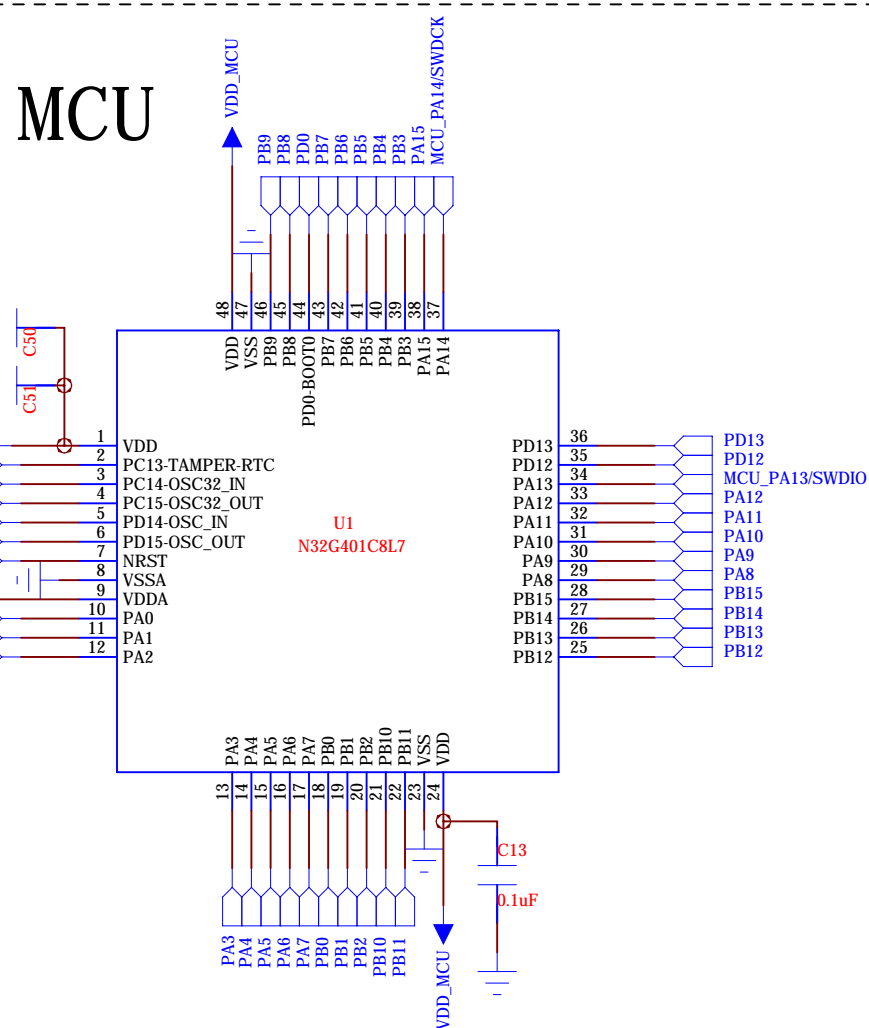 MCU
VDD_MCU
PB9
PB8
PD0
PB7
PB6
PB5
PB4
PB3
PA15
MCU_PA14/SWDCK
48
47
46
45
44
43
42
41
40
39
38
37
VDD
VSS
PB9
PB8
PD0-BOOT0
PB7
PB6
PB5
PB4
PB3
PA15
PA14
C50
C51
1 VDD
2 PC13-TAMPER-RTC
3 PC14-OSC32_IN
4 PC15-OSC32_OUT
5 PD14-OSC_IN
6 PD15-OSC_OUT
7 NRST
8 VSSA
9 VDDA
10 PA0
11 PA1
12 PA2
U1
N32G401C8L7
PD13 36 PD13
PD12 35 PD12
PA13 34 MCU_PA13/SWDIO
PA12 33 PA12
PA11 32 PA11
PA10 31 PA10
PA9 30 PA9
PA8 29 PA8
PB15 28 PB15
PB14 27 PB14
PB13 26 PB13
PB12 25 PB12
PA3
PA4
PA5
PA6
PA7
PB0
PB1
PB2
PB10
PB11
VSS
VDD
13
14
15
16
17
18
19
20
21
22
23
24
C13
0.1uF
PA3
PA4
PA5
PA6
PA7
PB0
PB1
PB2
PB10
PB11
VDD_MCU